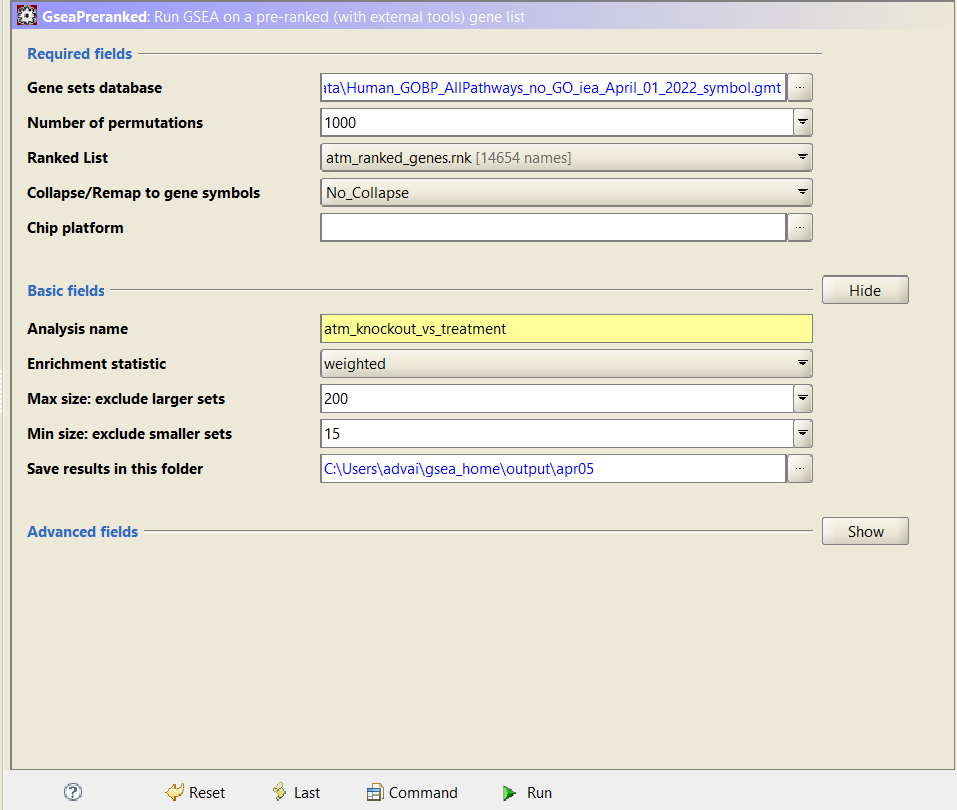 GseaPreranked: Run GSEA on a pre-ranked (with external tools) gene list
Required fields
Gene sets database ata\Human_GOBP_AllPathways_no_GO_iea_April_01_2022_symbol.gmt ...
Number of permutations 1000
Ranked List atm_ranked_genes.rnk [14654 names]
Collapse/Remap to gene symbols No_Collapse
Chip platform ...
Basic fields Hide
Analysis name atm_knockout_vs_treatment
Enrichment statistic weighted
Max size: exclude larger sets 200
Min size: exclude smaller sets 15
Save results in this folder C:\Users\advai\gsea_home\output\apr05 ...
Advanced fields Show
? Reset Last Command Run